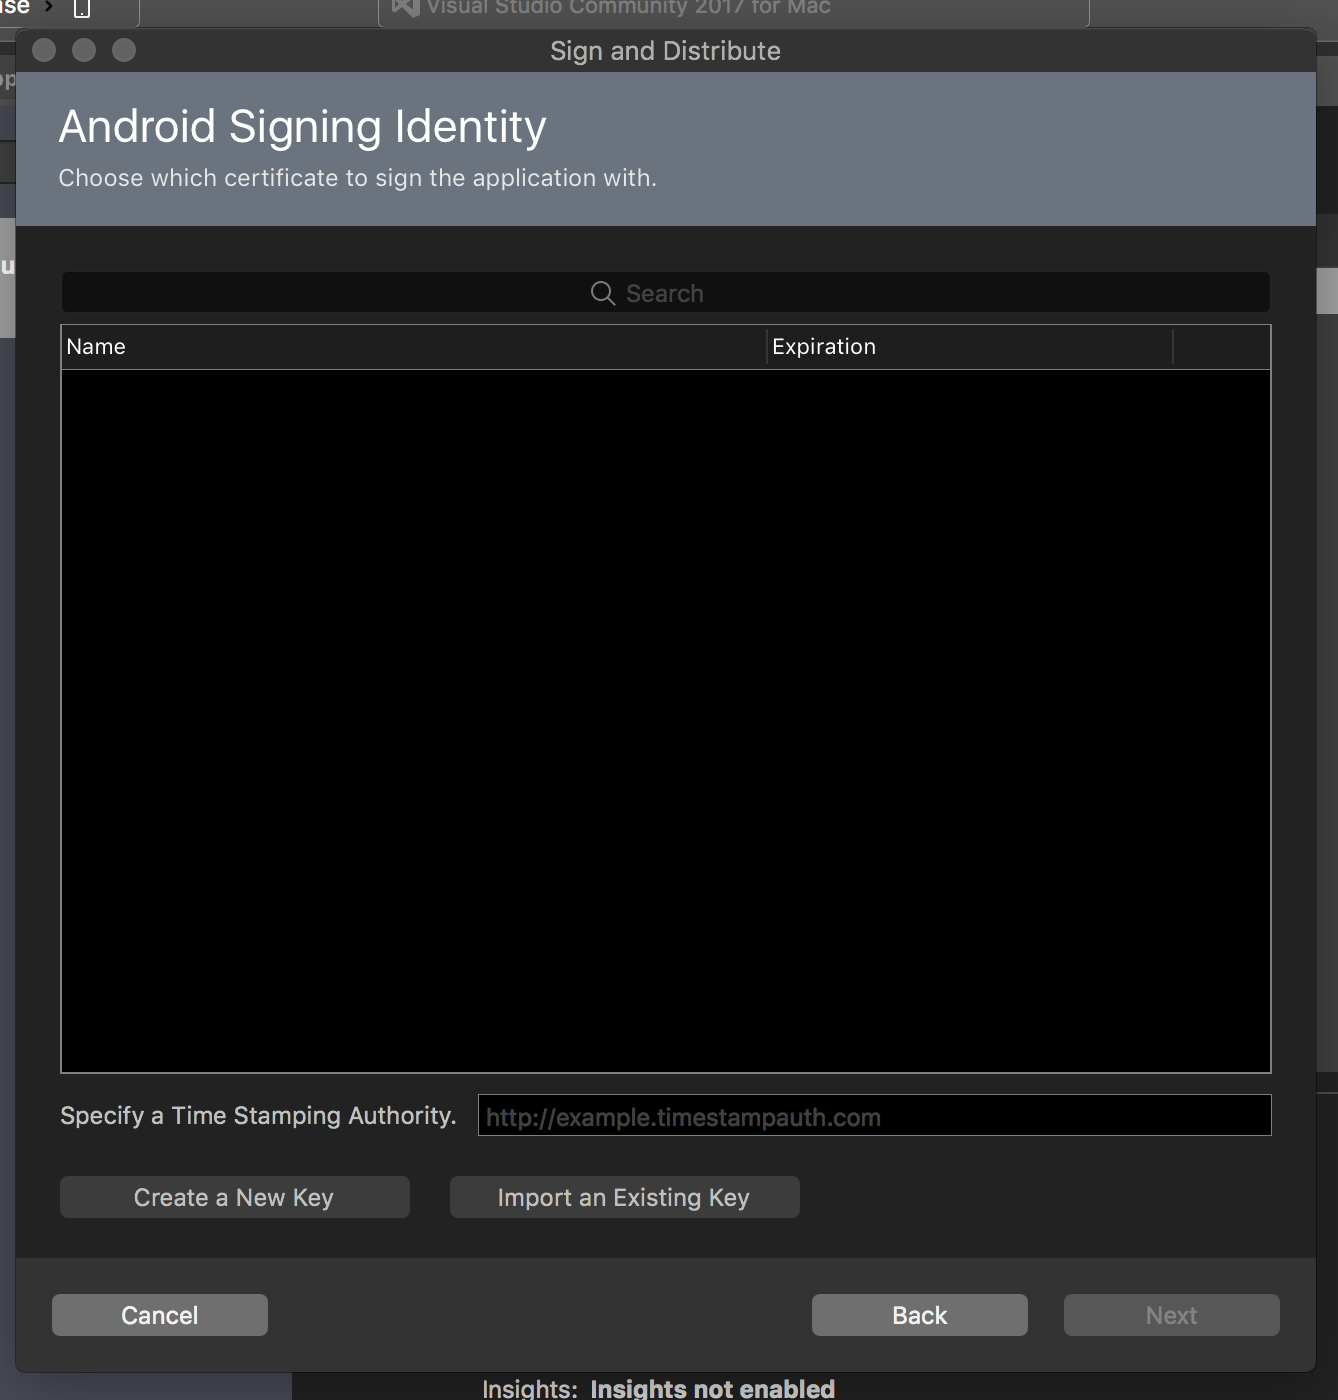 Visual Studio Community 2017 for Mac
Sign and Distribute
Android Signing Identity
Choose which certificate to sign the application with.
Search
Name Expiration
Specify a Time Stamping Authority. http://example.timestampauth.com
Create a New Key Import an Existing Key
Cancel Back Next
Insights: Insights not enabled